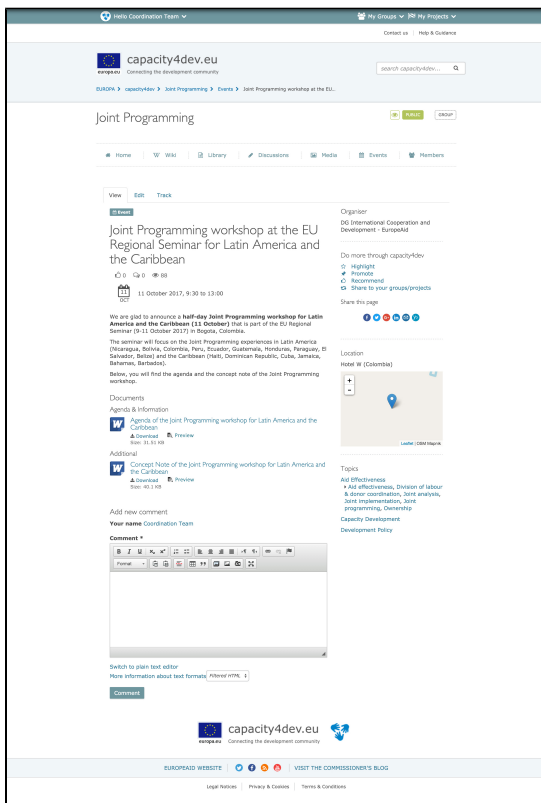 Hello Coordination Team
My Groups
My Projects
Contact us
Help & Guidance
europa.eu
capacity4dev.eu
Connecting the development community
search capacity4dev...
EUROPA > capacity4dev > Joint Programming > Events > Joint Programming workshop at the EU...
Joint Programming
PUBLIC
GROUP
Home
Wiki
Library
Discussions
Media
Events
Members
View
Edit
Track
Event
Joint Programming workshop at the EU
Regional Seminar for Latin America and
the Caribbean
0 0 88
11
OCT
11 October 2017, 9:30 to 13:00
We are glad to announce a half-day Joint Programming workshop for Latin
America and the Caribbean (11 October) that is part of the EU Regional
Seminar (9-11 October 2017) in Bogota, Colombia.
The seminar will focus on the Joint Programming experiences in Latin America
(Nicaragua, Bolivia, Colombia, Peru, Ecuador, Guatemala, Honduras, Paraguay, El
Salvador, Belize) and the Caribbean (Haiti, Dominican Republic, Cuba, Jamaica,
Bahamas, Barbados).
Below, you will find the agenda and the concept note of the Joint Programming
workshop.
Documents
Agenda & Information
Agenda of the Joint Programming workshop for Latin America and the
Caribbean
Download
Preview
Size: 31.51 KB
Additional
Concept Note of the Joint Programming workshop for Latin America and
the Caribbean
Download
Preview
Size: 40.1 KB
Add new comment
Your name Coordination Team
Comment *
B I U
Format
Switch to plain text editor
More information about text formats
Filtered HTML
Comment
Organiser
DG International Cooperation and
Development - EuropeAid
Do more through capacity4dev
Highlight
Promote
Recommend
Share to your groups/projects
Share this page
Location
Hotel W (Colombia)
+
-
Leaflet | OSM Mapnik
Topics
Aid Effectiveness
Aid effectiveness, Division of labour
& donor coordination, Joint analysis,
Joint implementation, Joint
programming, Ownership
Capacity Development
Development Policy
europa.eu
capacity4dev.eu
Connecting the development community
EUROPEAID WEBSITE
VISIT THE COMMISSIONER'S BLOG
Legal Notices
Privacy & Cookies
Terms & Conditions